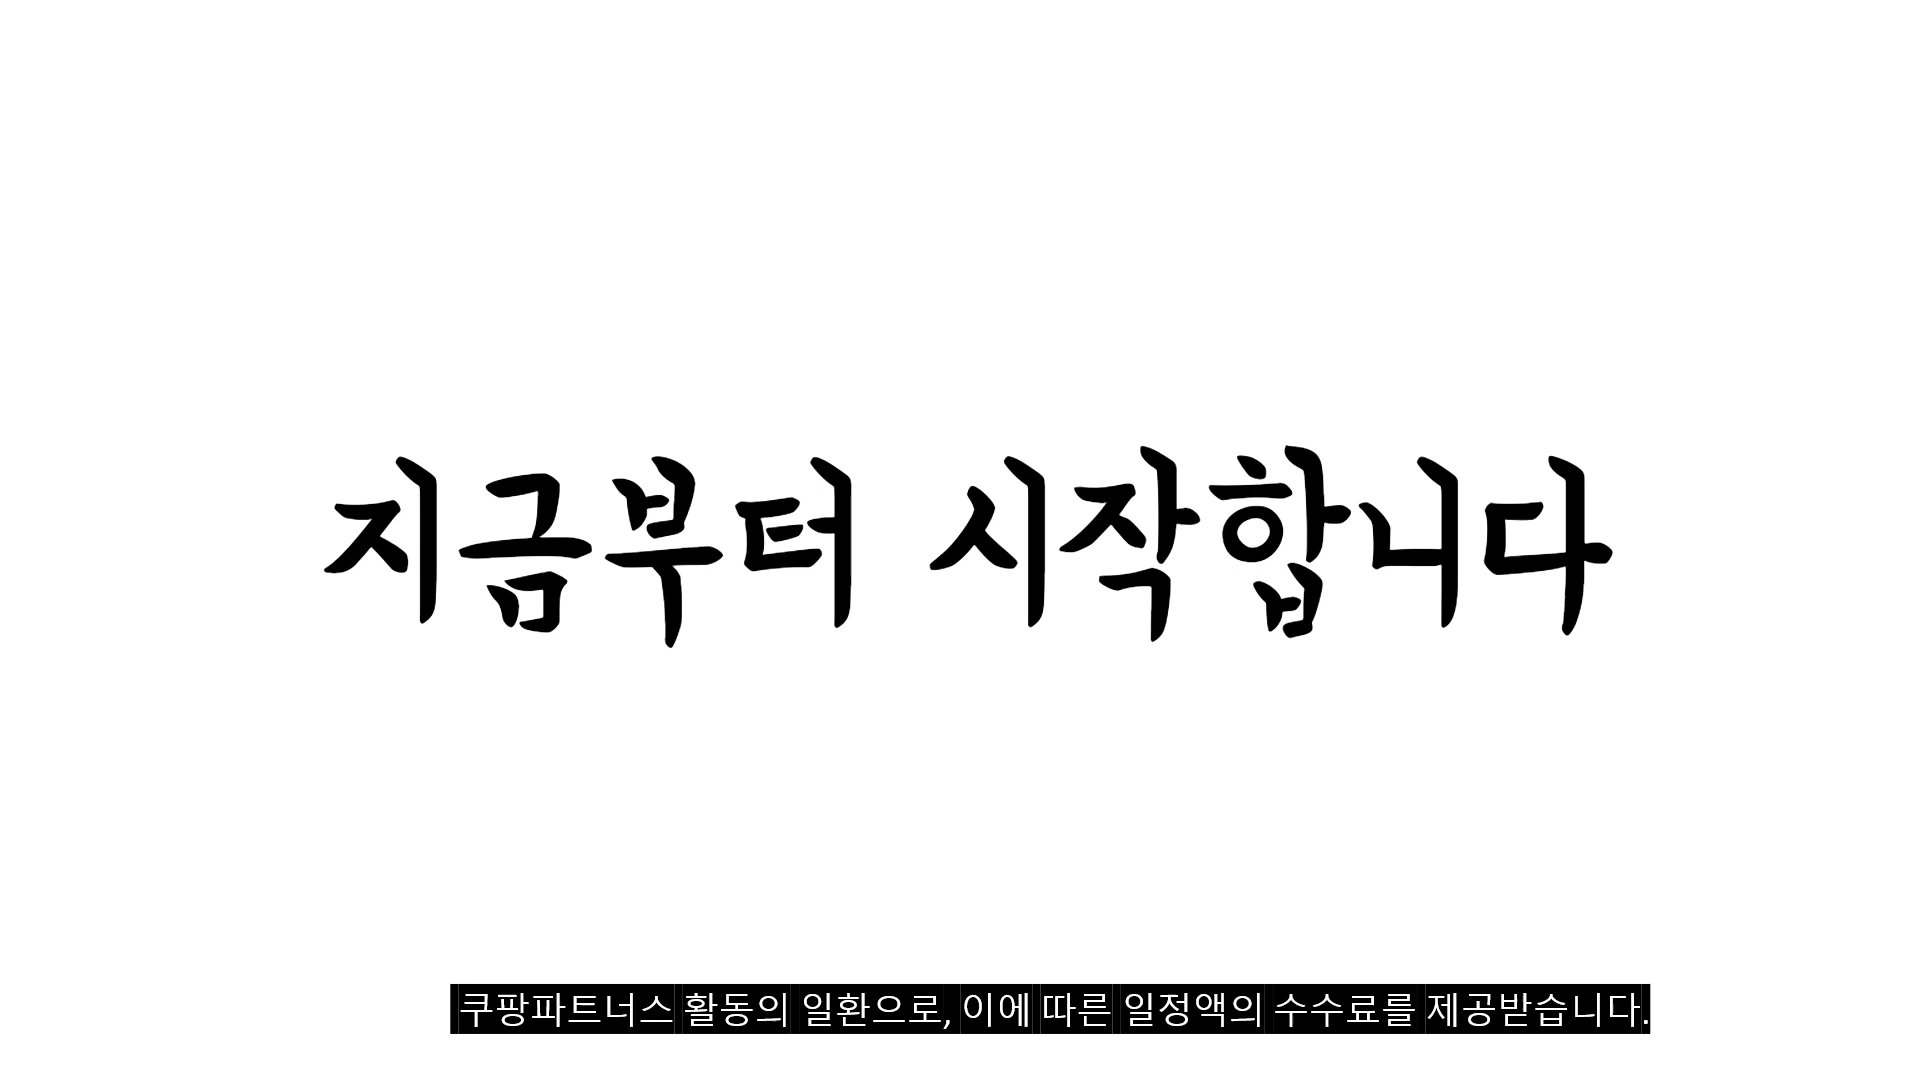 지금부터 시작합니다
쿠팡파트너스 활동의 일환으로, 이에 따른 일정액의 수수료를 제공받습니다.